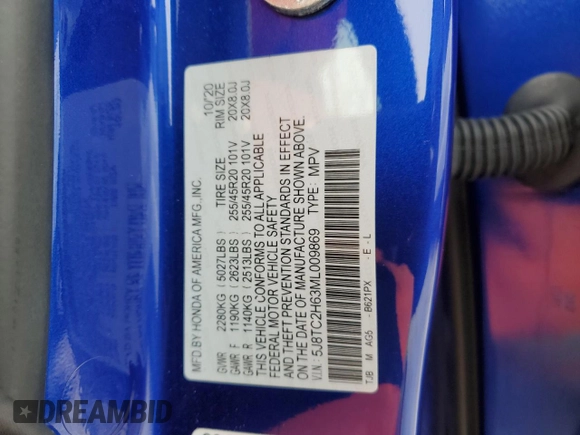 MFD.BY HONDA OF AMERICA MFG.,INC. 10/20
GVWR 2280KG (5027LBS) TIRE SIZE RIM SIZE
GAWR F 1190KG (2623LBS) 255/45R20 101V 20X8.0J
GAWR R 1140KG (2513LBS) 255/45R20 101V 20X8.0J
THIS VEHICLE CONFORMS TO ALL APPLICABLE
FEDERAL MOTOR VEHICLE SAFETY
AND THEFT PREVENTION STANDARDS IN EFFECT
ON THE DATE OF MANUFACTURE SHOWN ABOVE.
V.I.N.: 5J8TC2H63ML009869 TYPE: MPV
TJB M AG5 - B621PX - E - L
DREAMBID